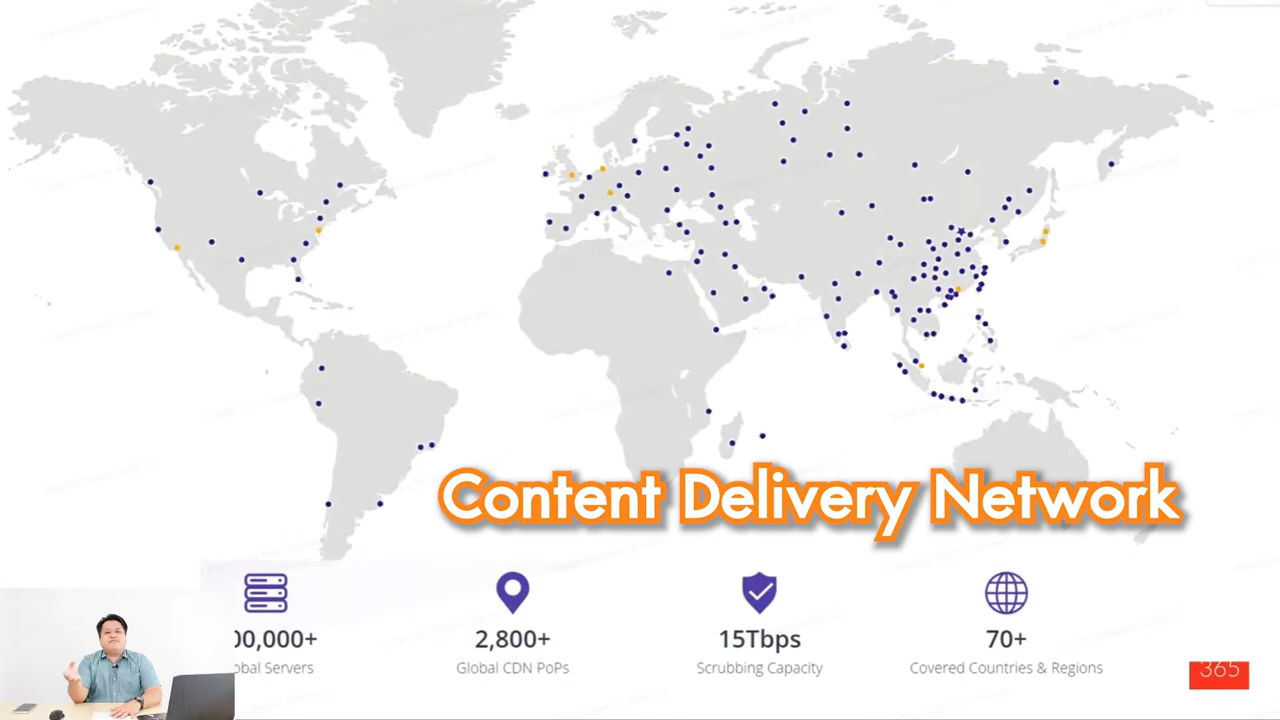 Content Delivery Network
00,000+
2,800+
15Tbps
70+
obal Servers
Global CDN PoPs
Scrubbing Capacity
Covered Countries & Regions
365